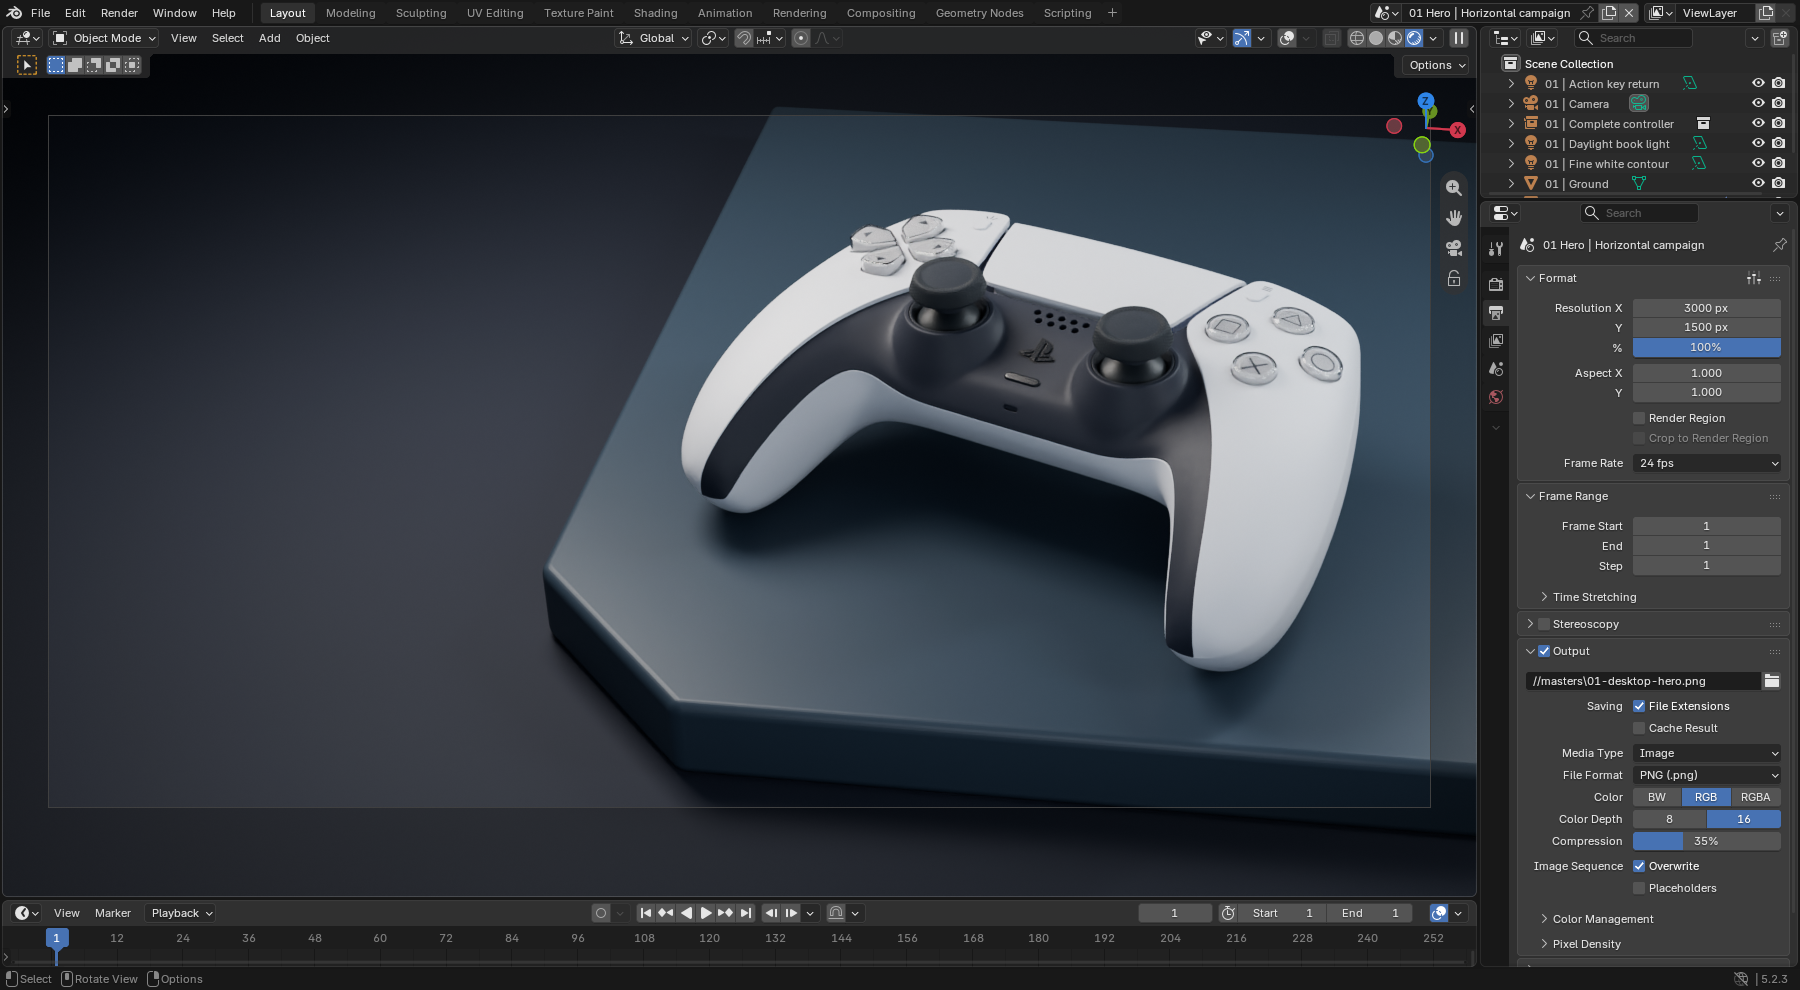 File Edit Render Window Help Layout Modeling Sculpting UV Editing Texture Paint Shading Animation Rendering Compositing Geometry Nodes Scripting + 01 Hero | Horizontal campaign ViewLayer
Object Mode View Select Add Object Global Search
Options
Scene Collection
01 | Action key return
01 | Camera
01 | Complete controller
01 | Daylight book light
01 | Fine white contour
01 | Ground
Z
Y
X
Search
01 Hero | Horizontal campaign
Format
Resolution X 3000 px
Y 1500 px
% 100%
Aspect X 1.000
Y 1.000
Render Region
Crop to Render Region
Frame Rate 24 fps
Frame Range
Frame Start 1
End 1
Step 1
Time Stretching
Stereoscopy
Output
//masters\01-desktop-hero.png
Saving File Extensions
Cache Result
Media Type Image
File Format PNG (.png)
Color BW RGB RGBA
Color Depth 8 16
Compression 35%
Image Sequence Overwrite
Placeholders
Color Management
Pixel Density
View Marker Playback 1 Start 1 End 1
1 12 24 36 48 60 72 84 96 108 120 132 144 156 168 180 192 204 216 228 240 252
Select Rotate View Options 5.2.3